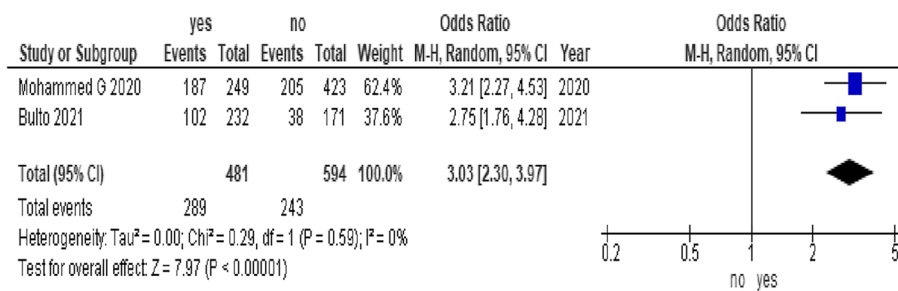 yes no Odds Ratio Odds Ratio
Study or Subgroup Events Total Events Total Weight M-H, Random, 95% CI Year M-H, Random, 95% CI
Mohammed G 2020 187 249 205 423 62.4% 3.21 [2.27, 4.53] 2020
Bulto 2021 102 232 38 171 37.6% 2.75 [1.76, 4.28] 2021
Total (95% CI) 481 594 100.0% 3.03 [2.30, 3.97]
Total events 289 243
Heterogeneity: Tau² = 0.00; Chi² = 0.29, df = 1 (P = 0.59); I² = 0%
Test for overall effect: Z = 7.97 (P < 0.00001)
0.2 0.5 1 2 5
no yes